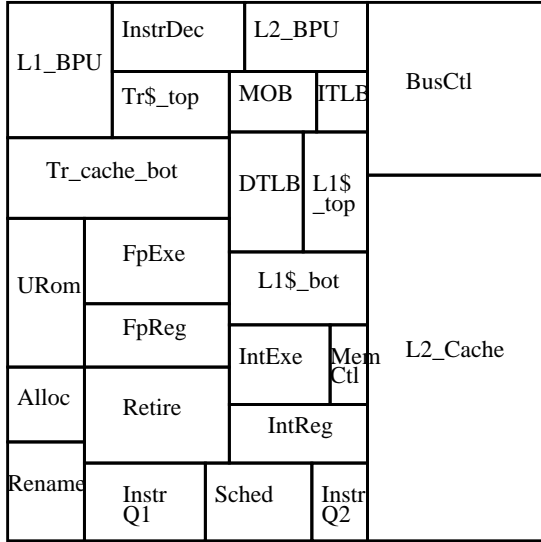 InstrDec
L2_BPU
L1_BPU
BusCtl
Tr$_top
MOB
ITLB
Tr_cache_bot
DTLB
L1$
_top
FpExe
URom
L1$_bot
FpReg
IntExe
Mem
Ctl
L2_Cache
Alloc
Retire
IntReg
Rename
Instr
Q1
Sched
Instr
Q2